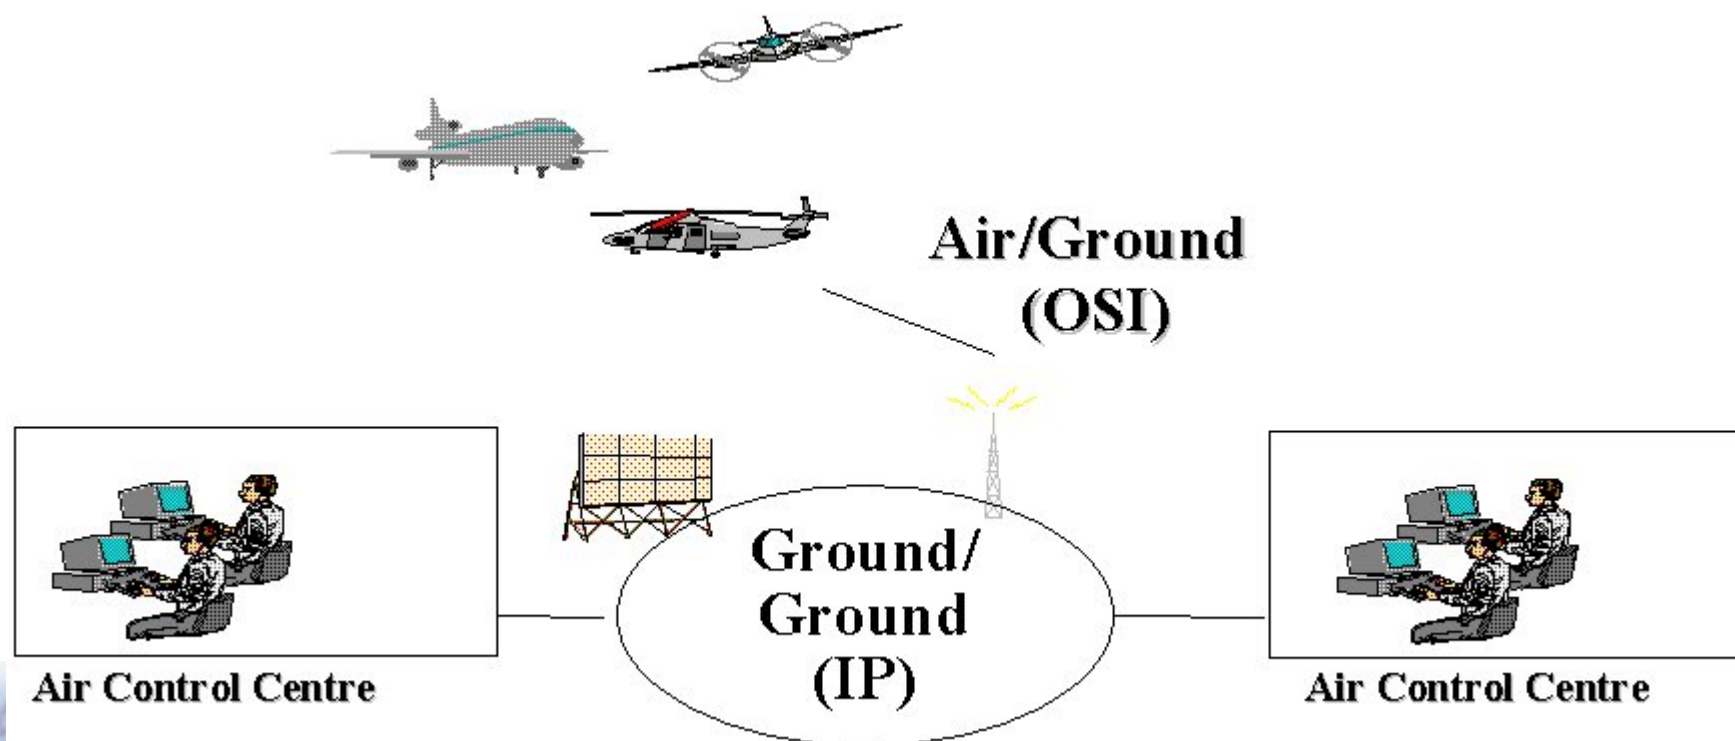 Air/Ground
(OSI)
Ground/
Ground
(IP)
Air Control Centre
Air Control Centre